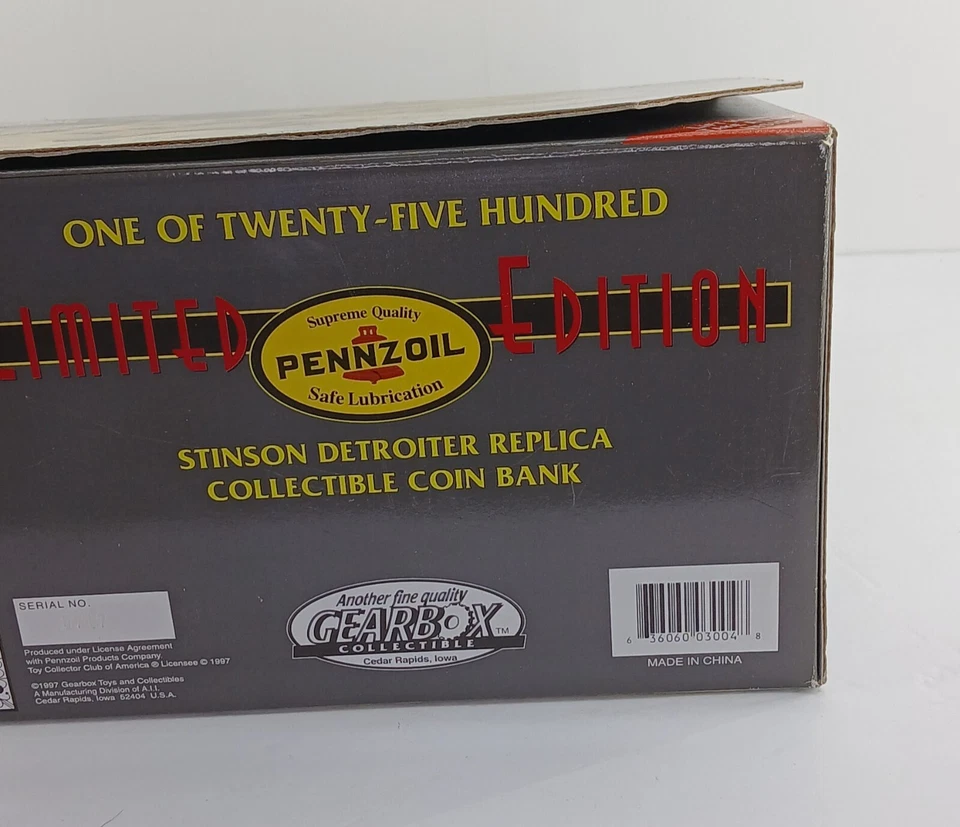 ONE OF TWENTY-FIVE HUNDRED
LIMITED EDITION
Supreme Quality
PENNZOIL
Safe Lubrication
STINSON DETROITER REPLICA
COLLECTIBLE COIN BANK
SERIAL NO.
Produced under License Agreement
with Pennzoil Products Company.
Toy Collector Club of America ® Licensee © 1997
©1997 Gearbox Toys and Collectibles
A Manufacturing Division of A.I.I.
Cedar Rapids, Iowa 52404 U.S.A.
Another fine quality
GEARBOX TM
COLLECTIBLE
Cedar Rapids, Iowa
6 36060 03004 8
MADE IN CHINA